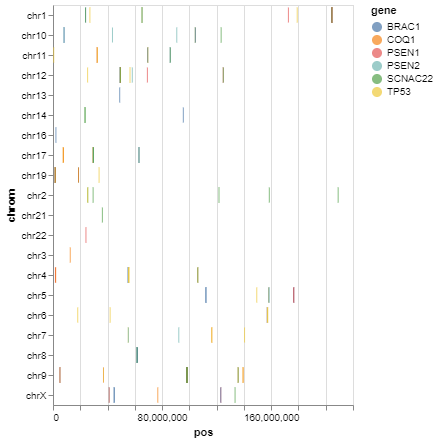 gene
BRAC1
COQ1
PSEN1
PSEN2
SCNAC22
TP53
chrom
chr1
chr10
chr11
chr12
chr13
chr14
chr16
chr17
chr19
chr2
chr21
chr22
chr3
chr4
chr5
chr6
chr7
chr8
chr9
chrX
0 80,000,000 160,000,000
pos